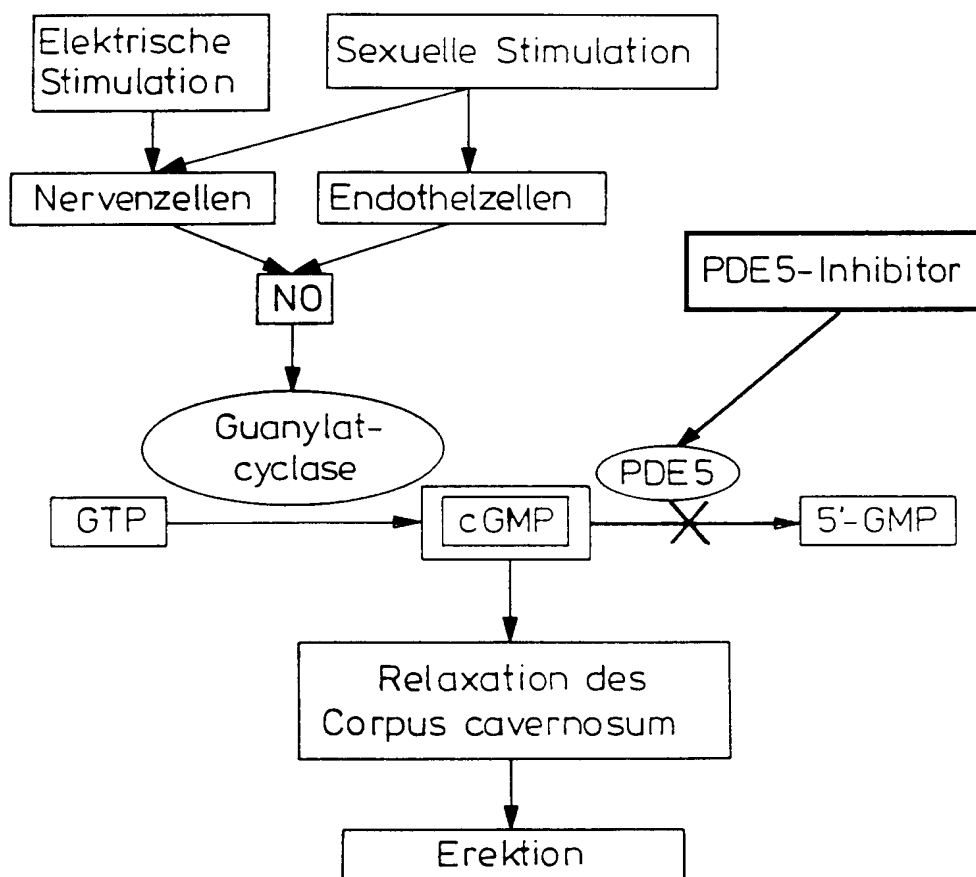 Elektrische
Stimulation
Sexuelle Stimulation
Nervenzellen
Endothelzellen
NO
PDE5-Inhibitor
Guanylat-
cyclase
PDE5
GTP
cGMP
5'-GMP
Relaxation des
Corpus cavernosum
Erektion